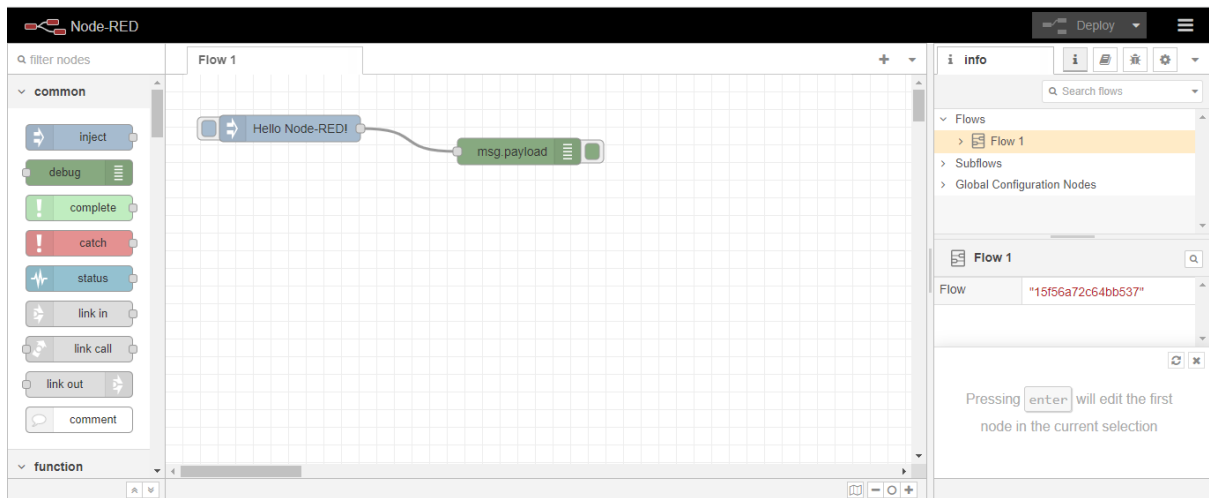 Node-RED
Deploy
filter nodes
Flow 1
i info
i
Search flows
common
inject
debug
complete
catch
status
link in
link call
link out
comment
function
Hello Node-RED!
msg.payload
Flows
Flow 1
Subflows
Global Configuration Nodes
Flow 1
Flow "15f56a72c64bb537"
Pressing enter will edit the first
node in the current selection